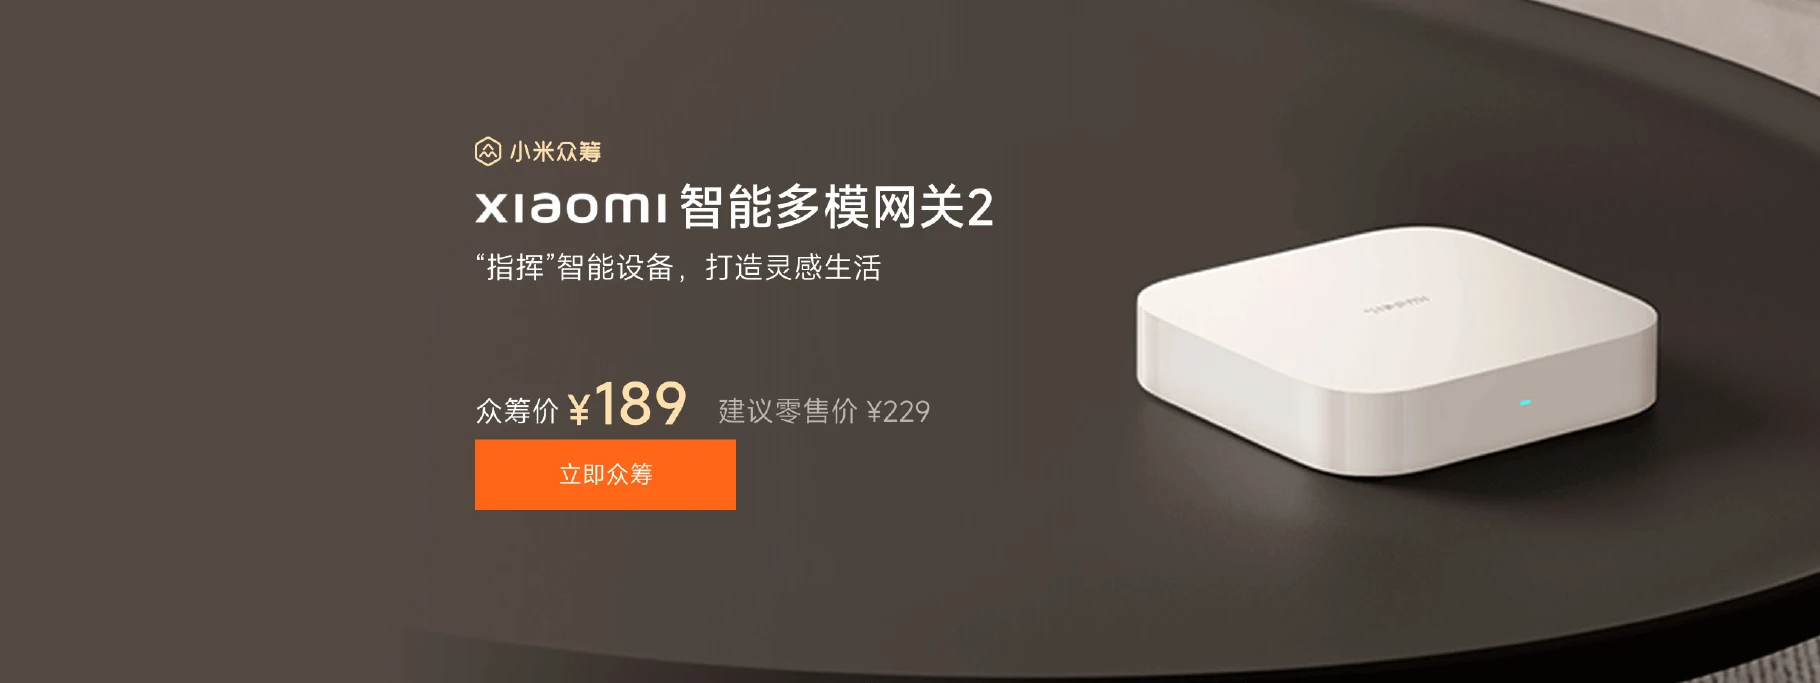 小米众筹
xiaomi 智能多模网关2
“指挥”智能设备，打造灵感生活
众筹价 ¥189 建议零售价 ¥229
立即众筹
xiaomi